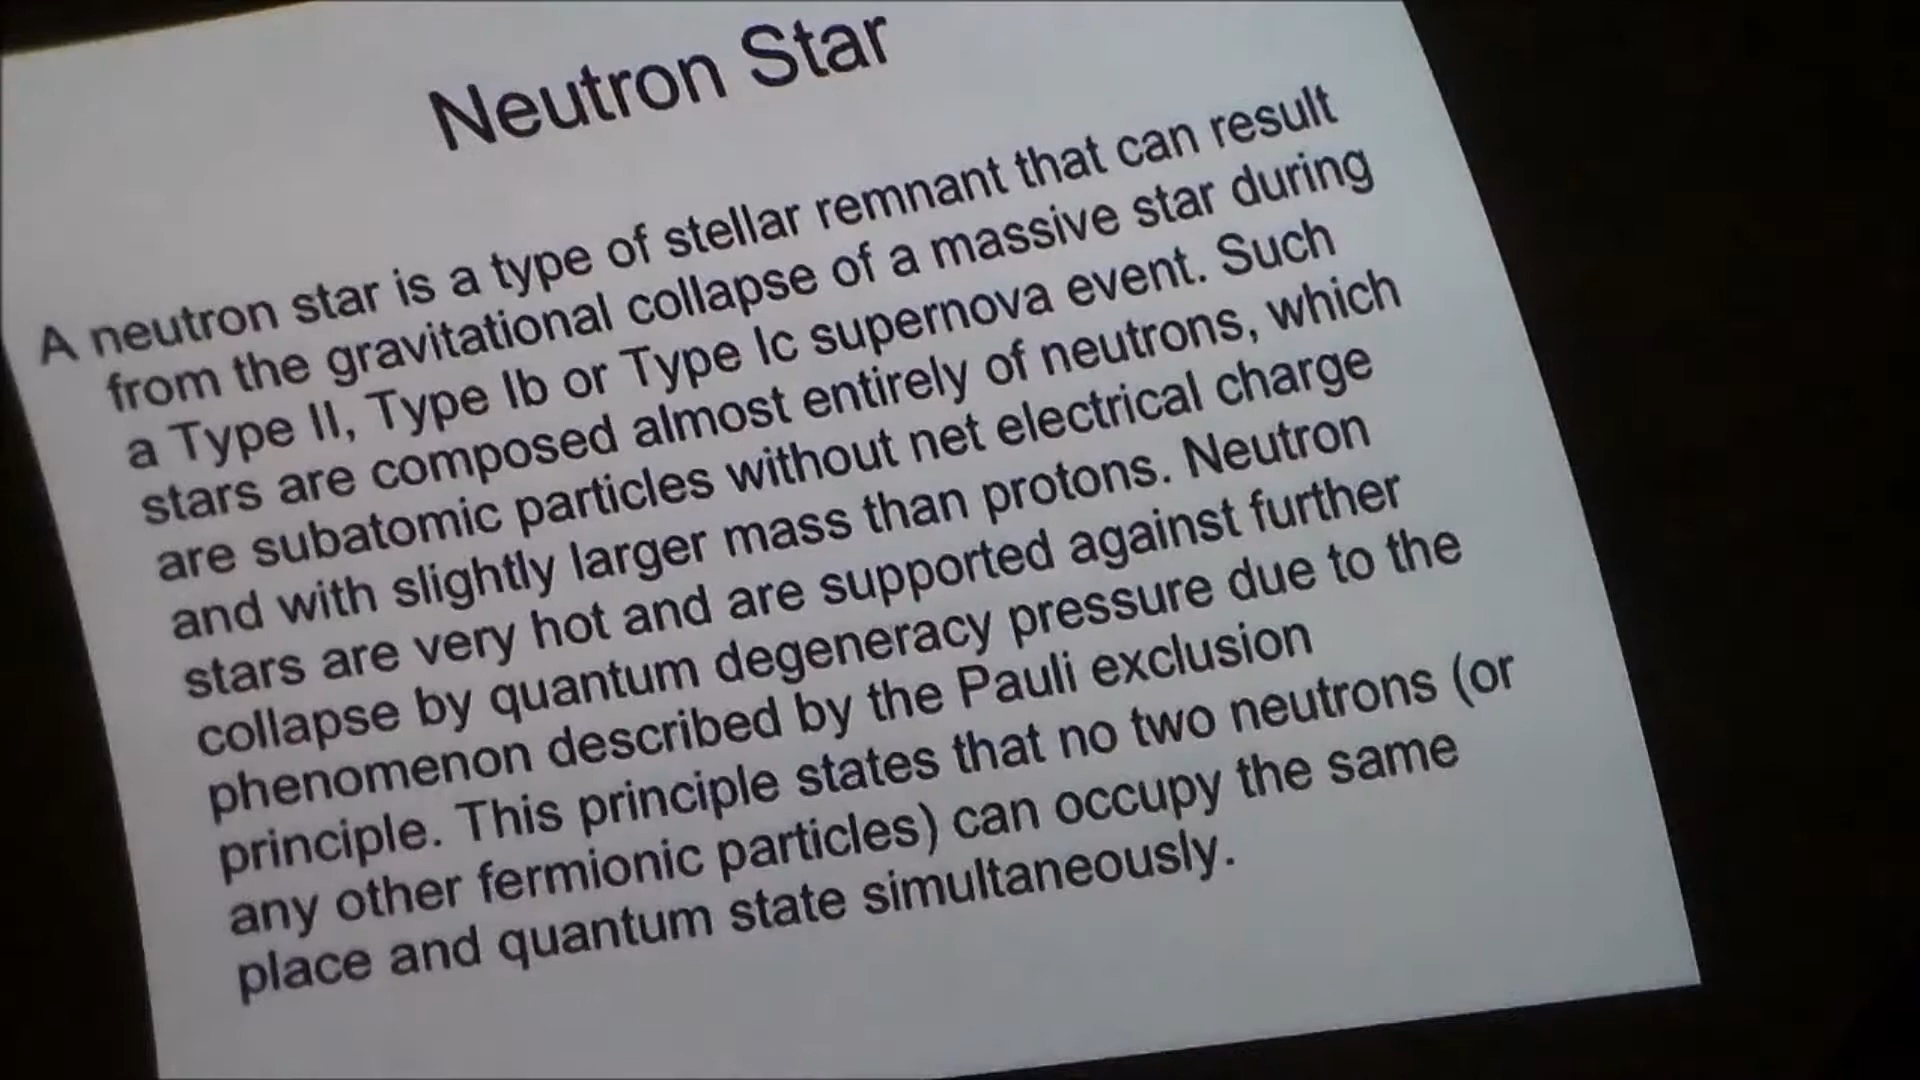 Neutron Star
A neutron star is a type of stellar remnant that can result
from the gravitational collapse of a massive star during
a Type II, Type Ib or Type Ic supernova event. Such
stars are composed almost entirely of neutrons, which
are subatomic particles without net electrical charge
and with slightly larger mass than protons. Neutron
stars are very hot and are supported against further
collapse by quantum degeneracy pressure due to the
phenomenon described by the Pauli exclusion
principle. This principle states that no two neutrons (or
any other fermionic particles) can occupy the same
place and quantum state simultaneously.